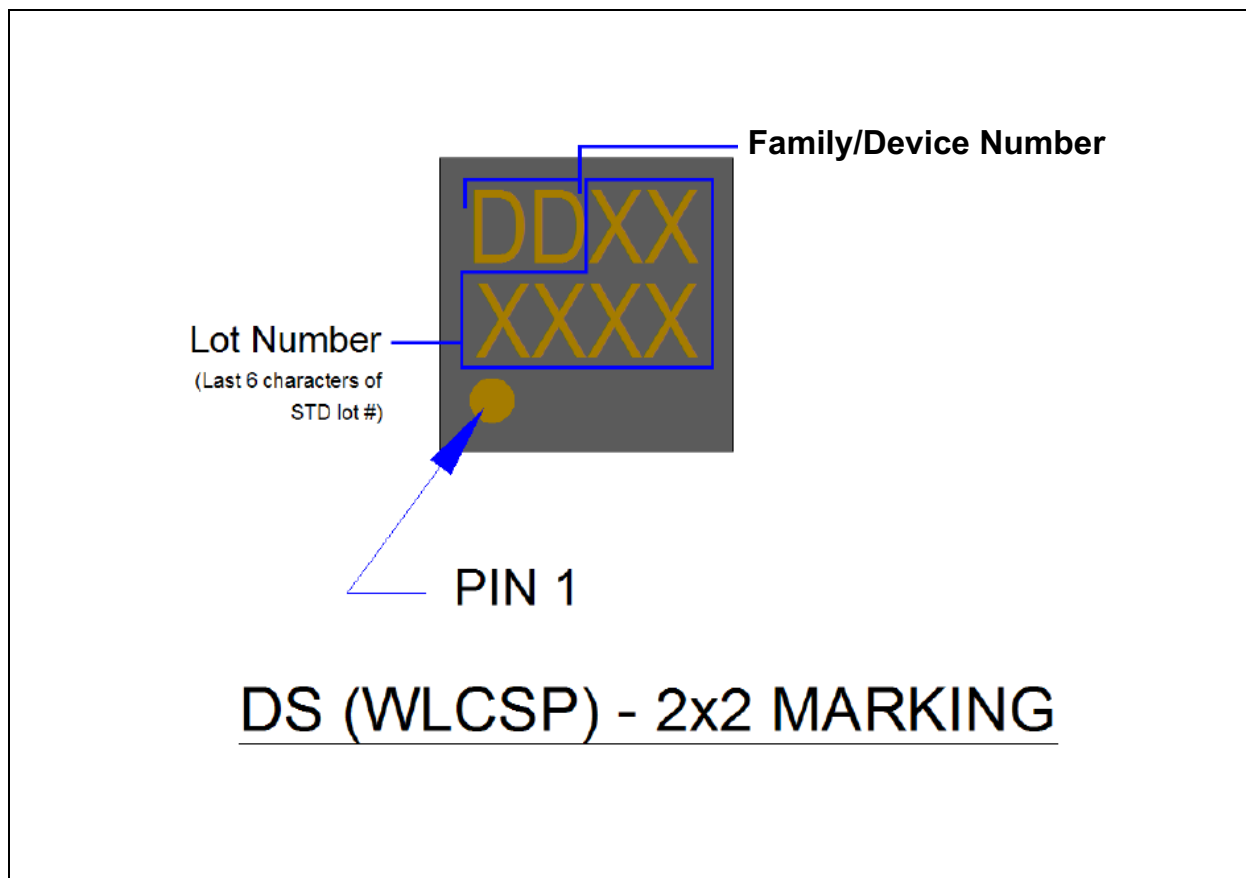 Family/Device Number
DDXX
XXXX
Lot Number
(Last 6 characters of
STD lot #)
PIN 1
DS (WLCSP) - 2x2 MARKING